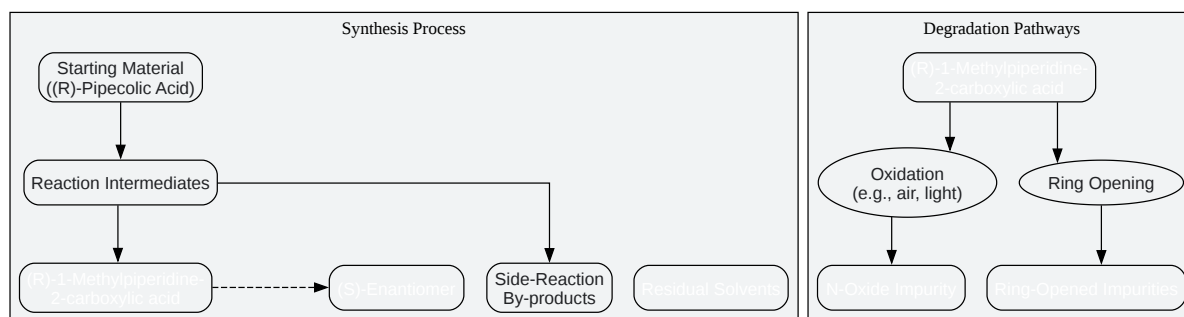 Synthesis Process
Starting Material
((R)-Pipecolic Acid)
Reaction Intermediates
(R)-1-Methylpiperidine-
2-carboxylic acid
(S)-Enantiomer
Side-Reaction
By-products
Residual Solvents
Degradation Pathways
(R)-1-Methylpiperidine-
2-carboxylic acid
Oxidation
(e.g., air, light)
Ring Opening
N-Oxide Impurity
Ring-Opened Impurities